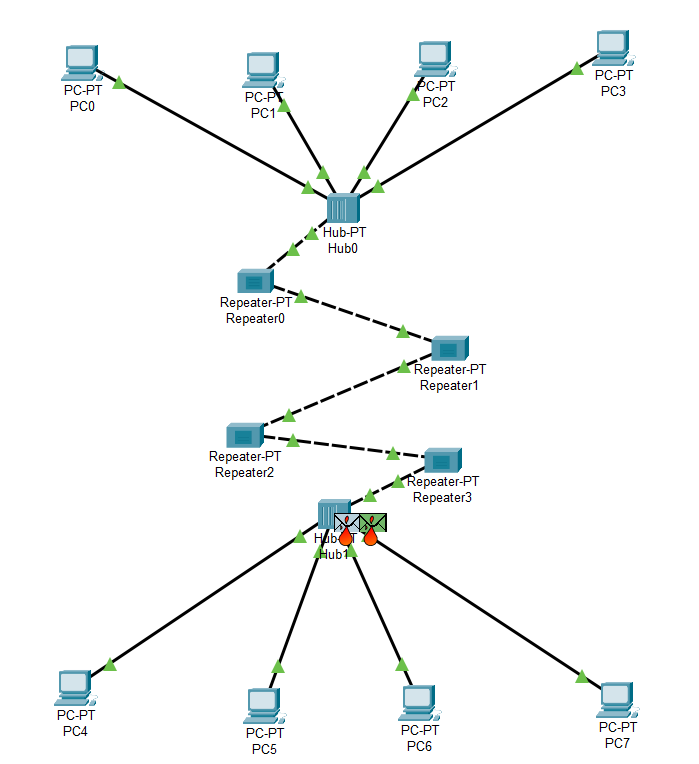 PC-PT
PC0
PC-PT
PC1
PC-PT
PC2
PC-PT
PC3
Hub-PT
Hub0
Repeater-PT
Repeater0
Repeater-PT
Repeater1
Repeater-PT
Repeater2
Repeater-PT
Repeater3
Hub-PT
Hub1
PC-PT
PC4
PC-PT
PC5
PC-PT
PC6
PC-PT
PC7